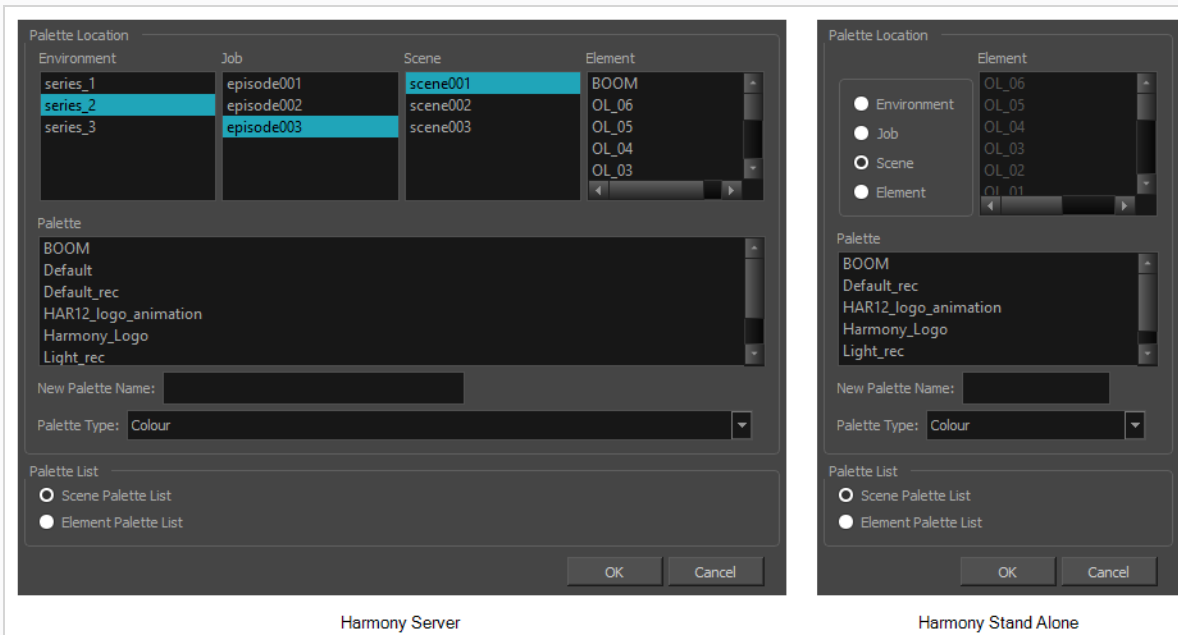 Palette Location
Environment Job Scene Element
series_1 episode001 scene001 BOOM
series_2 episode002 scene002 OL_06
series_3 episode003 scene003 OL_05
OL_04
OL_03
Palette
BOOM
Default
Default_rec
HAR12_logo_animation
Harmony_Logo
Light_rec
New Palette Name:
Palette Type: Colour
Palette List
Scene Palette List
Element Palette List
OK Cancel
Harmony Server
Palette Location
Element
OL_06
Environment OL_05
Job OL_04
OL_03
Scene OL_02
Element OL_01
Palette
BOOM
Default_rec
HAR12_logo_animation
Harmony_Logo
Light_rec
New Palette Name:
Palette Type: Colour
Palette List
Scene Palette List
Element Palette List
OK Cancel
Harmony Stand Alone